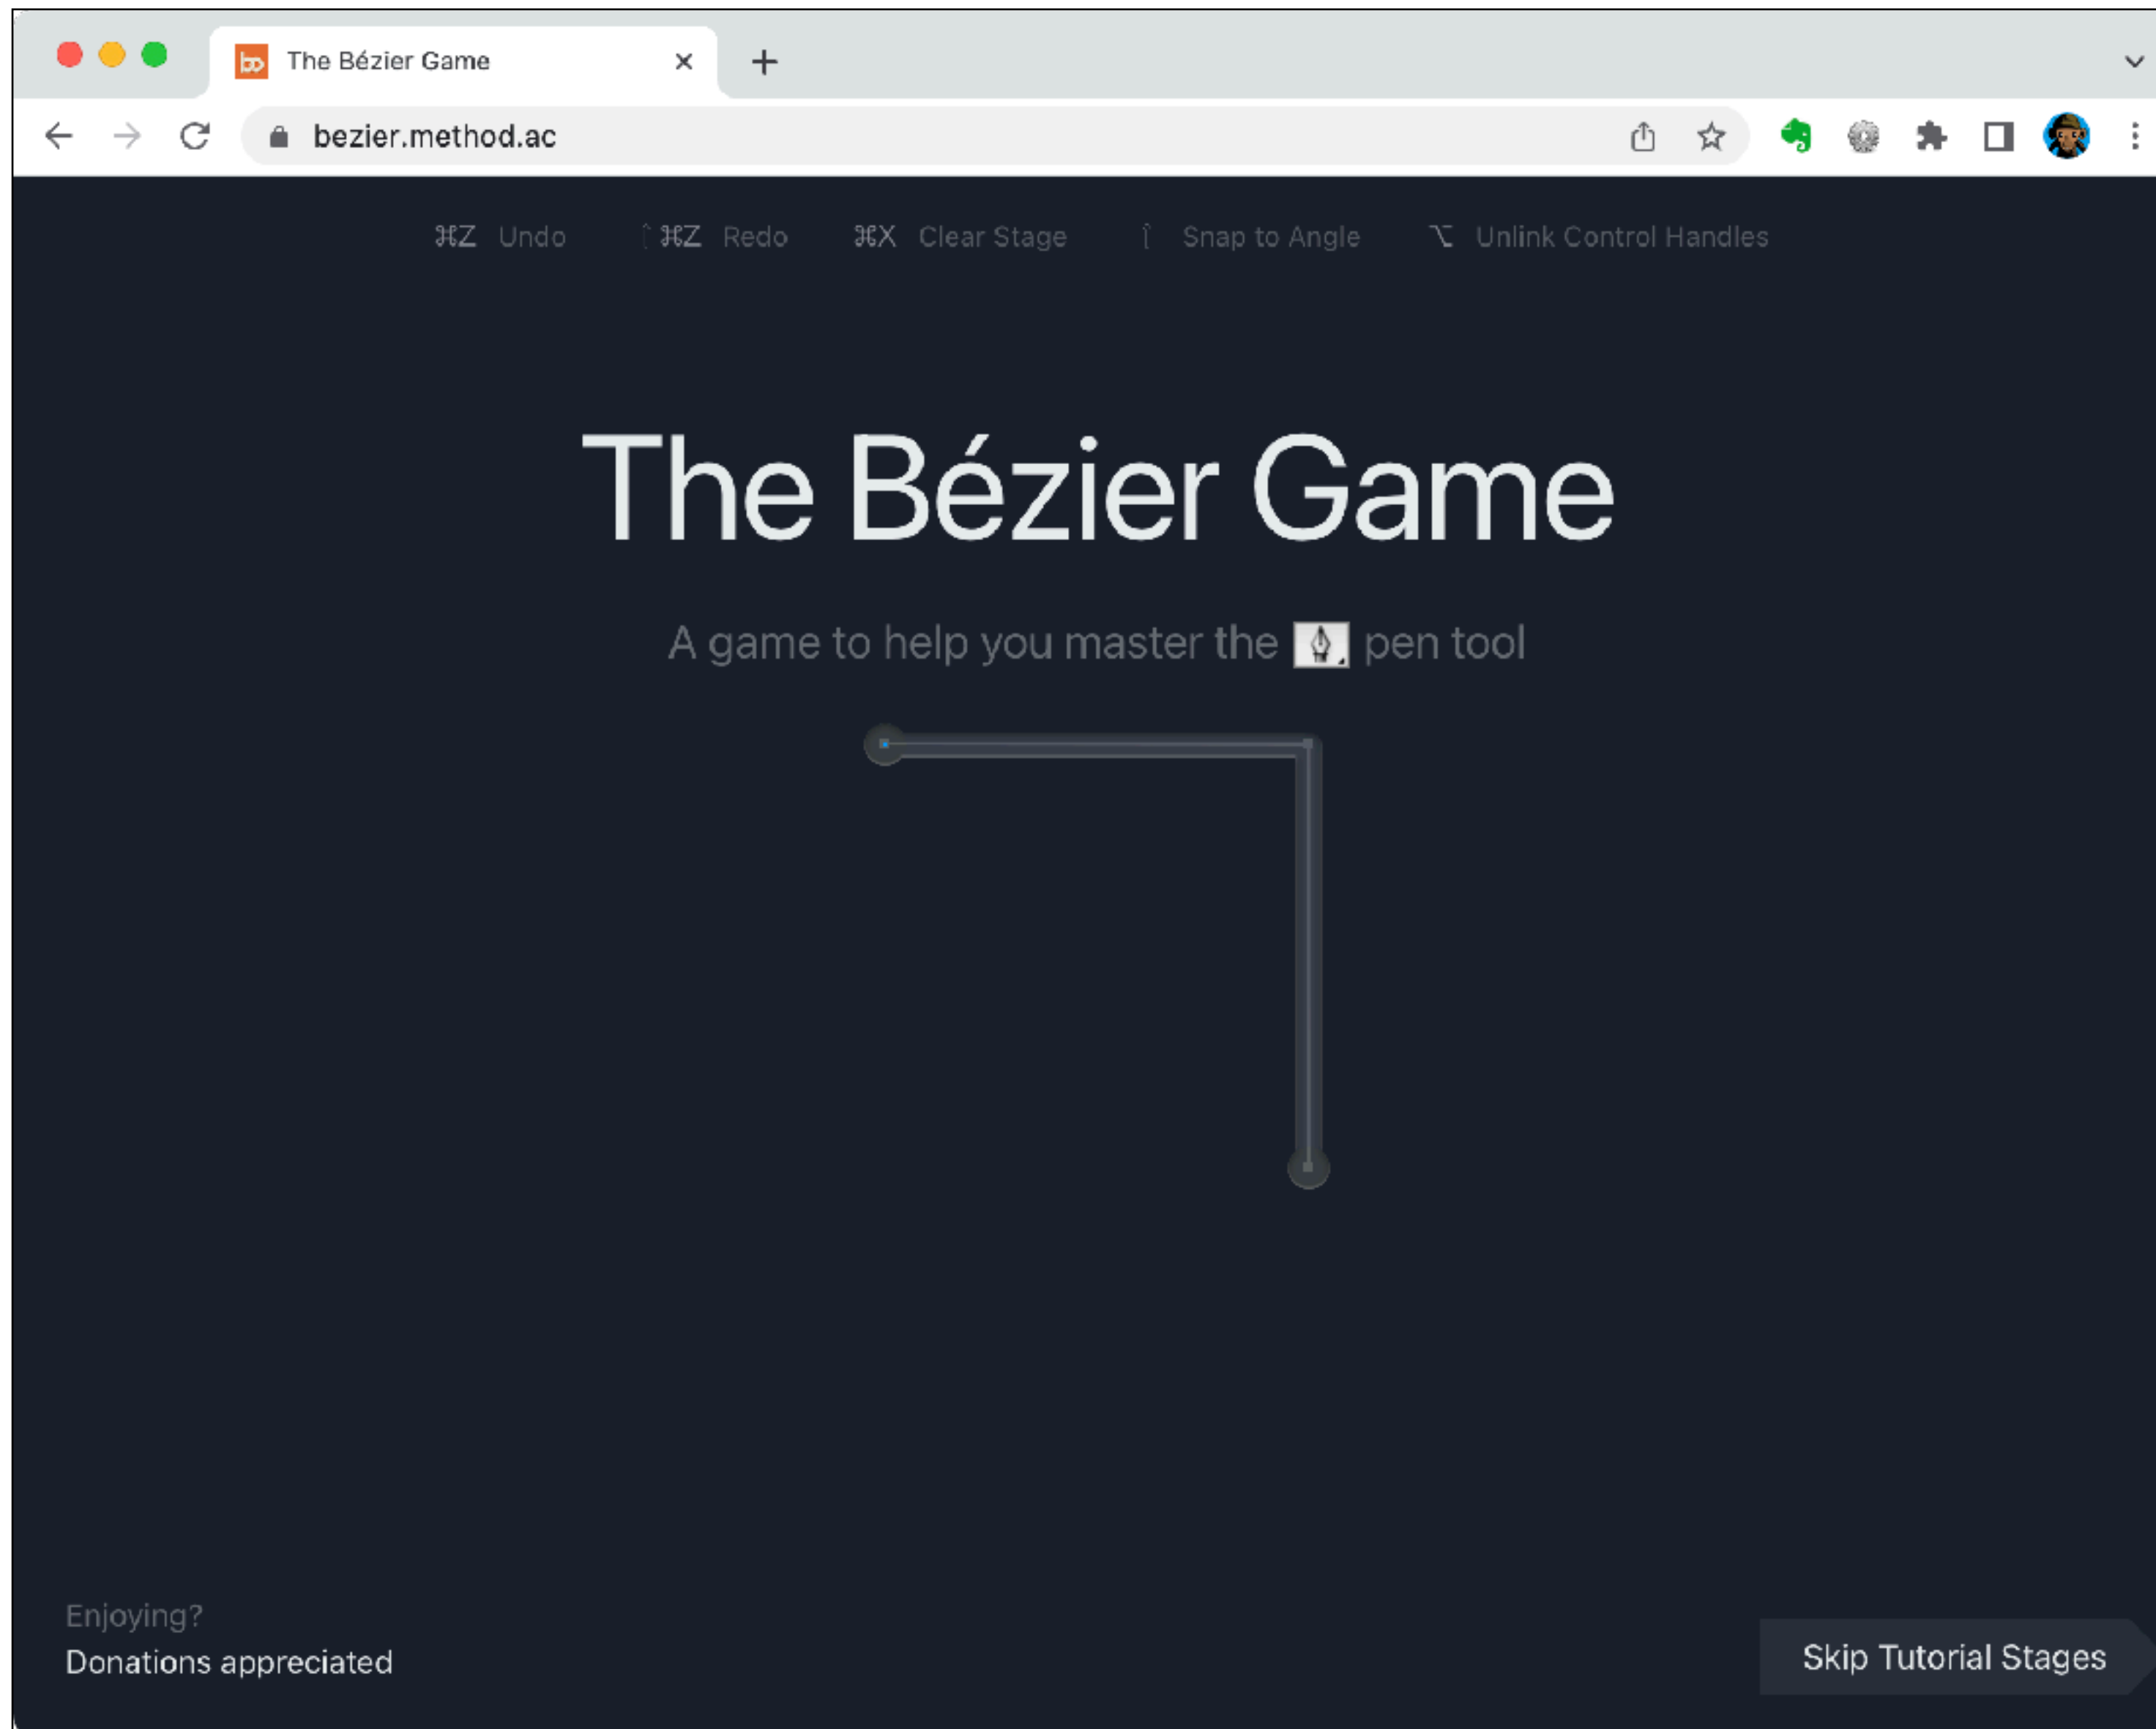 The Bézier Game
bezier.method.ac
⌘Z Undo ⇧⌘Z Redo ⌘X Clear Stage ⇧ Snap to Angle ⌥ Unlink Control Handles
The Bézier Game
A game to help you master the pen tool
Enjoying?
Donations appreciated
Skip Tutorial Stages